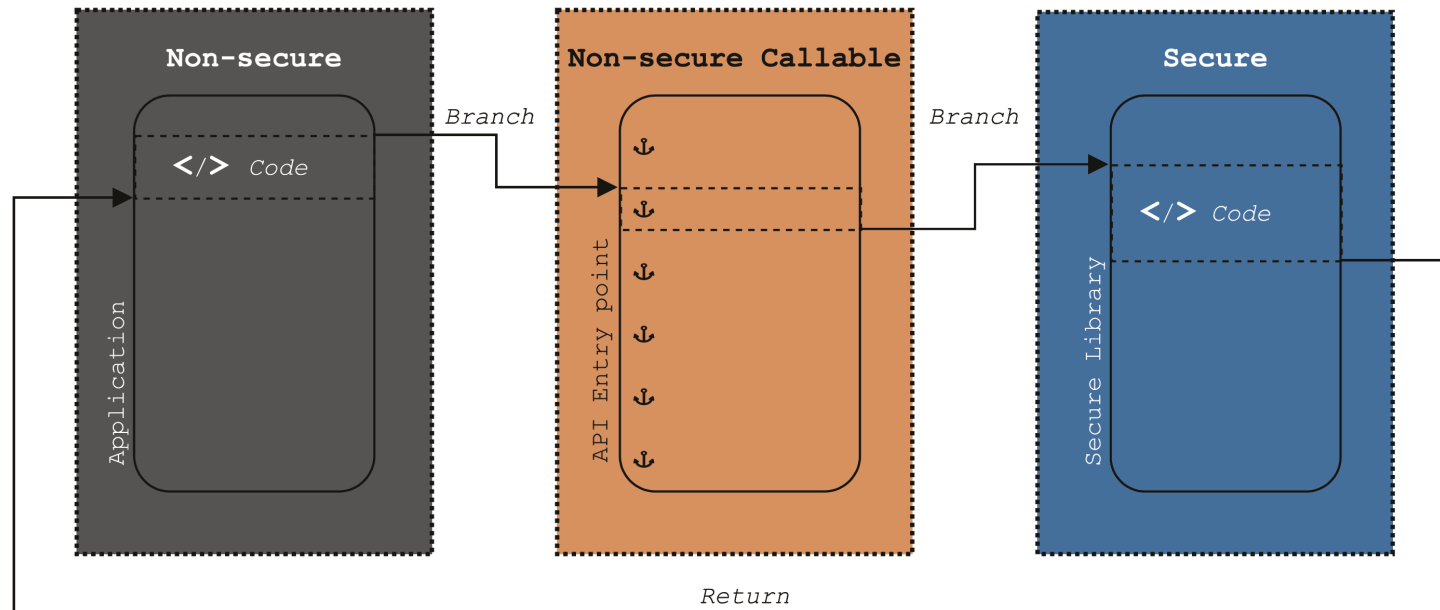 Non-secure
Non-secure Callable
Secure
Branch
Branch
</> Code
</> Code
Application
API Entry point
Secure Library
Return